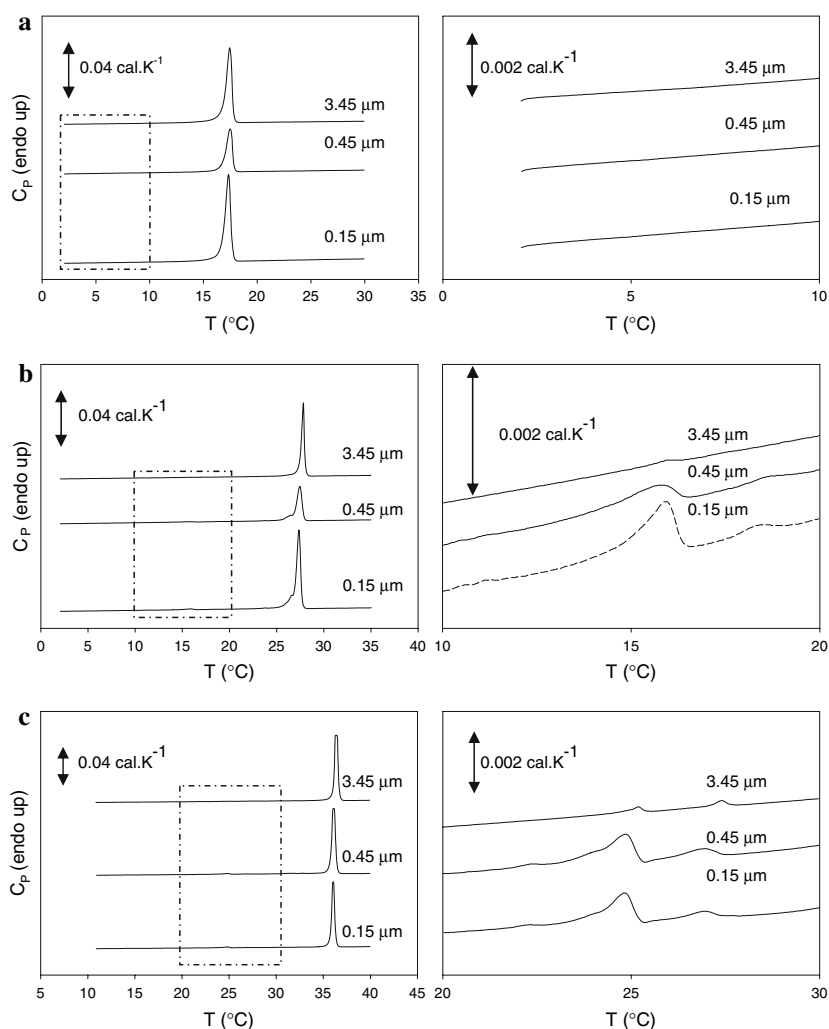 a
0.04 cal.K-1
3.45 µm
0.45 µm
0.15 µm
CP (endo up)
0 5 10 15 20 25 30 35
T (°C)
0.002 cal.K-1
3.45 µm
0.45 µm
0.15 µm
0 5 10
T (°C)
b
0.04 cal.K-1
3.45 µm
0.45 µm
0.15 µm
CP (endo up)
0 5 10 15 20 25 30 35 40
T (°C)
0.002 cal.K-1
3.45 µm
0.45 µm
0.15 µm
10 15 20
T (°C)
c
0.04 cal.K-1
3.45 µm
0.45 µm
0.15 µm
CP (endo up)
5 10 15 20 25 30 35 40 45
T (°C)
0.002 cal.K-1
3.45 µm
0.45 µm
0.15 µm
20 25 30
T (°C)